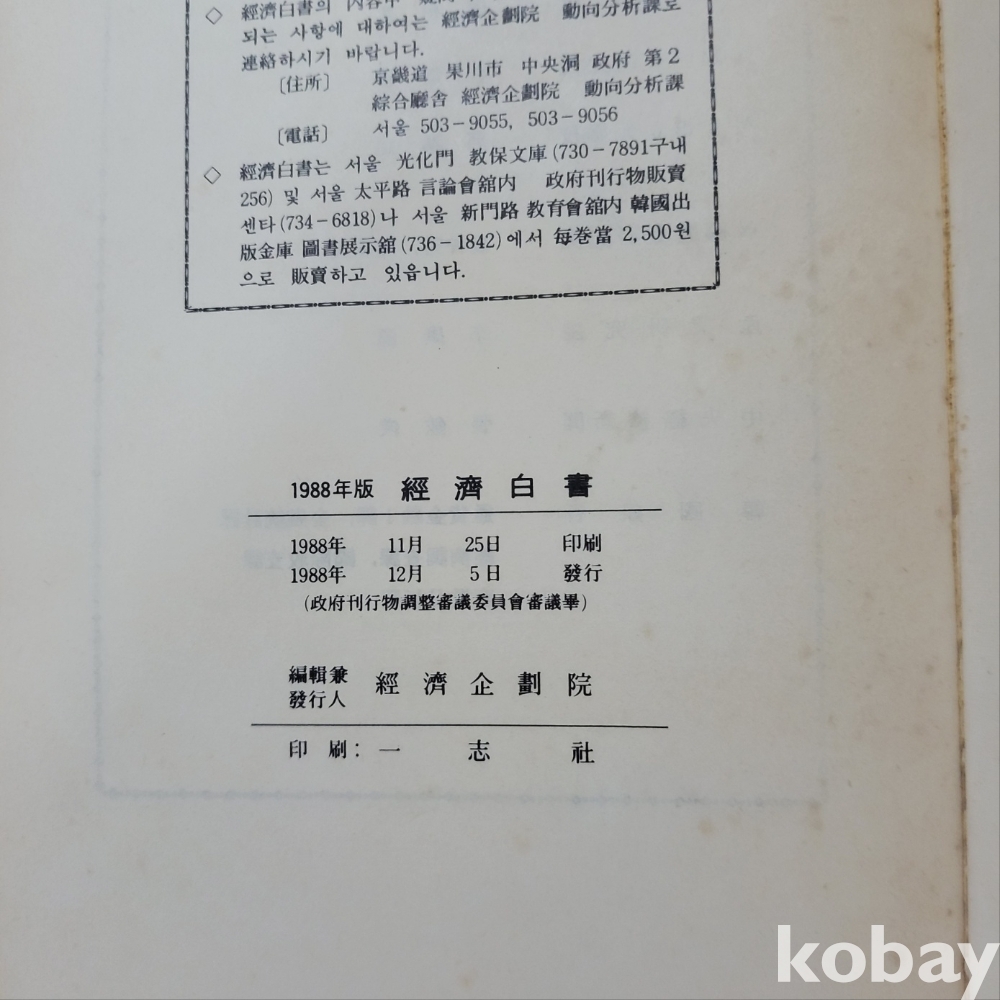 ◇ 經濟白書의 內容中
되는 사항에 대하여는 經濟企劃院 動向分析課로
連絡하시기 바랍니다.
〔住所〕 京畿道 果川市 中央洞 政府 第2
綜合廳舍 經濟企劃院 動向分析課
〔電話〕 서울 503-9055, 503-9056
◇ 經濟白書는 서울 光化門 敎保文庫(730-7891구내
256) 및 서울 太平路 言論會舘內 政府刊行物販賣
센타(734-6818)나 서울 新門路 敎育會舘內 韓國出
版金庫 圖書展示舘(736-1842)에서 每巻當 2,500원
으로 販賣하고 있읍니다.
1988年版 經濟白書
1988年 11月 25日 印刷
1988年 12月 5日 發行
(政府刊行物調整審議委員會審議畢)
編輯兼
發行人 經濟企劃院
印刷: 一志社
kobay